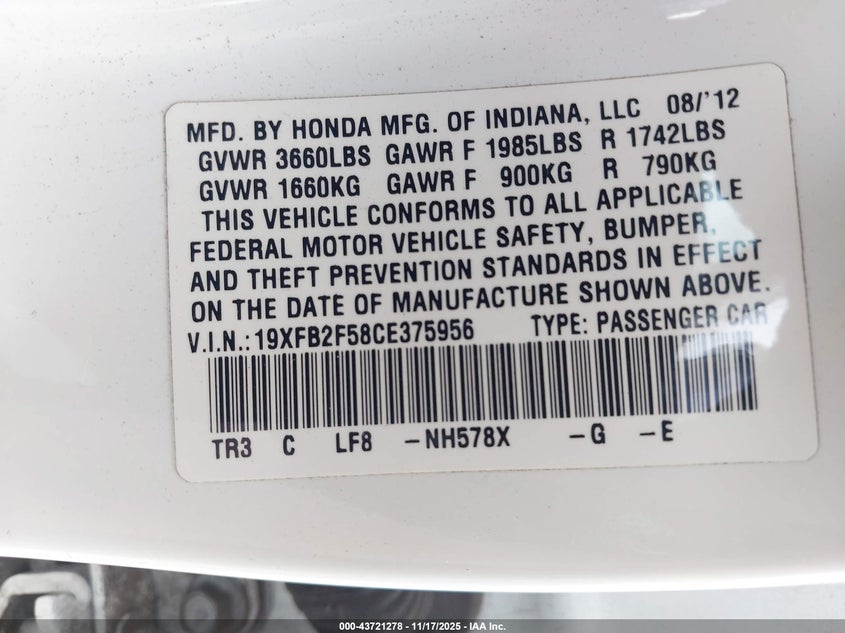 MFD. BY HONDA MFG. OF INDIANA, LLC 08/'12
GVWR 3660LBS GAWR F 1985LBS R 1742LBS
GVWR 1660KG GAWR F 900KG R 790KG
THIS VEHICLE CONFORMS TO ALL APPLICABLE
FEDERAL MOTOR VEHICLE SAFETY, BUMPER,
AND THEFT PREVENTION STANDARDS IN EFFECT
ON THE DATE OF MANUFACTURE SHOWN ABOVE.
V.I.N.:19XFB2F58CE375956 TYPE: PASSENGER CAR
TR3 C LF8 -NH578X -G -E
000-43721278 - 11/17/2025 - IAA Inc.